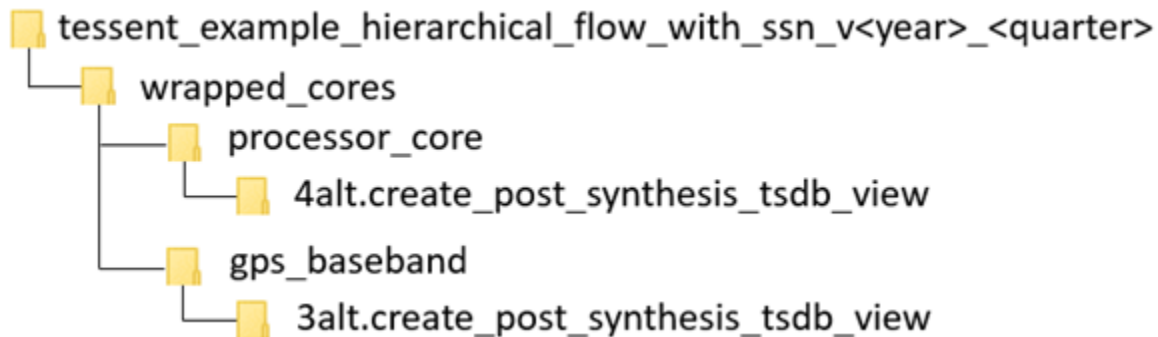 tessent_example_hierarchical_flow_with_ssn_v<year>_<quarter>
wrapped_cores
processor_core
4alt.create_post_synthesis_tsdb_view
gps_baseband
3alt.create_post_synthesis_tsdb_view